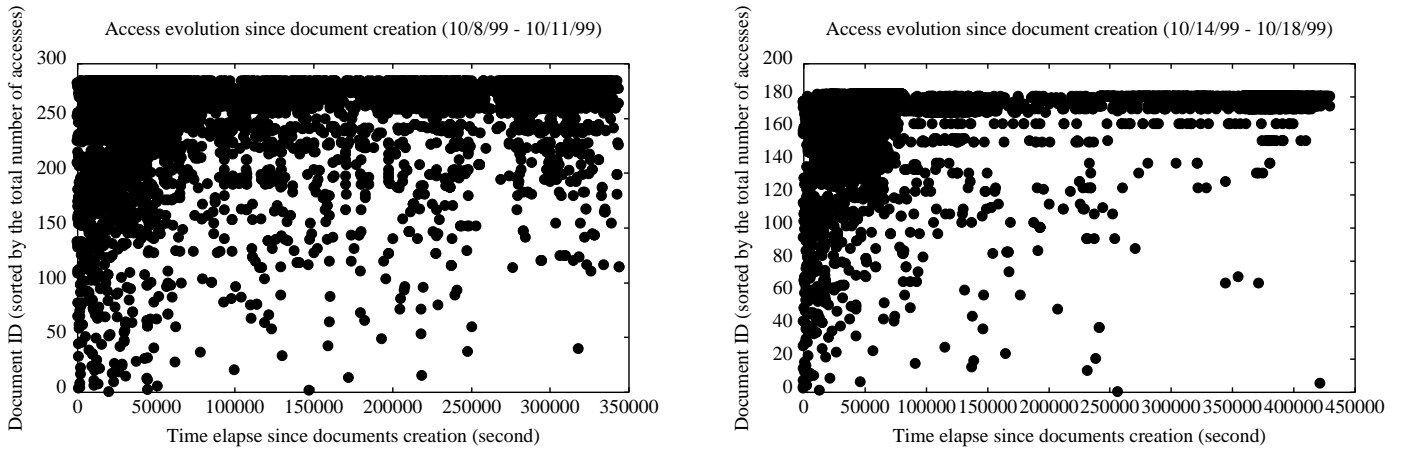 Access evolution since document creation (10/8/99 - 10/11/99)
Document ID (sorted by the total number of accesses)
300
250
200
150
100
50
0
0 50000 100000 150000 200000 250000 300000 350000
Time elapse since documents creation (second)
Access evolution since document creation (10/14/99 - 10/18/99)
Document ID (sorted by the total number of accesses)
200
180
160
140
120
100
80
60
40
20
0
0 50000 100000 150000 200000 250000 300000 350000 400000 450000
Time elapse since documents creation (second)